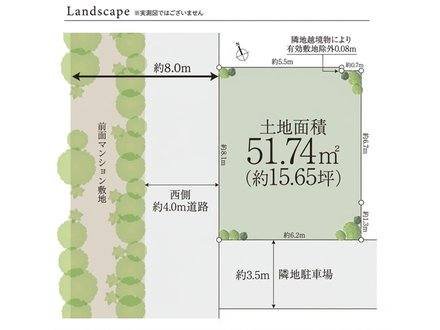 Landscape ※実測図ではございません
隣地越境物により
有効敷地除外0.08m
約8.0m
約5.5m
約0.7m
土地面積
51.74㎡
(約15.65坪)
約8.1m
約6.7m
約1.3m
前面マンション敷地
西側
約4.0m道路
約6.2m
約3.5m
隣地駐車場